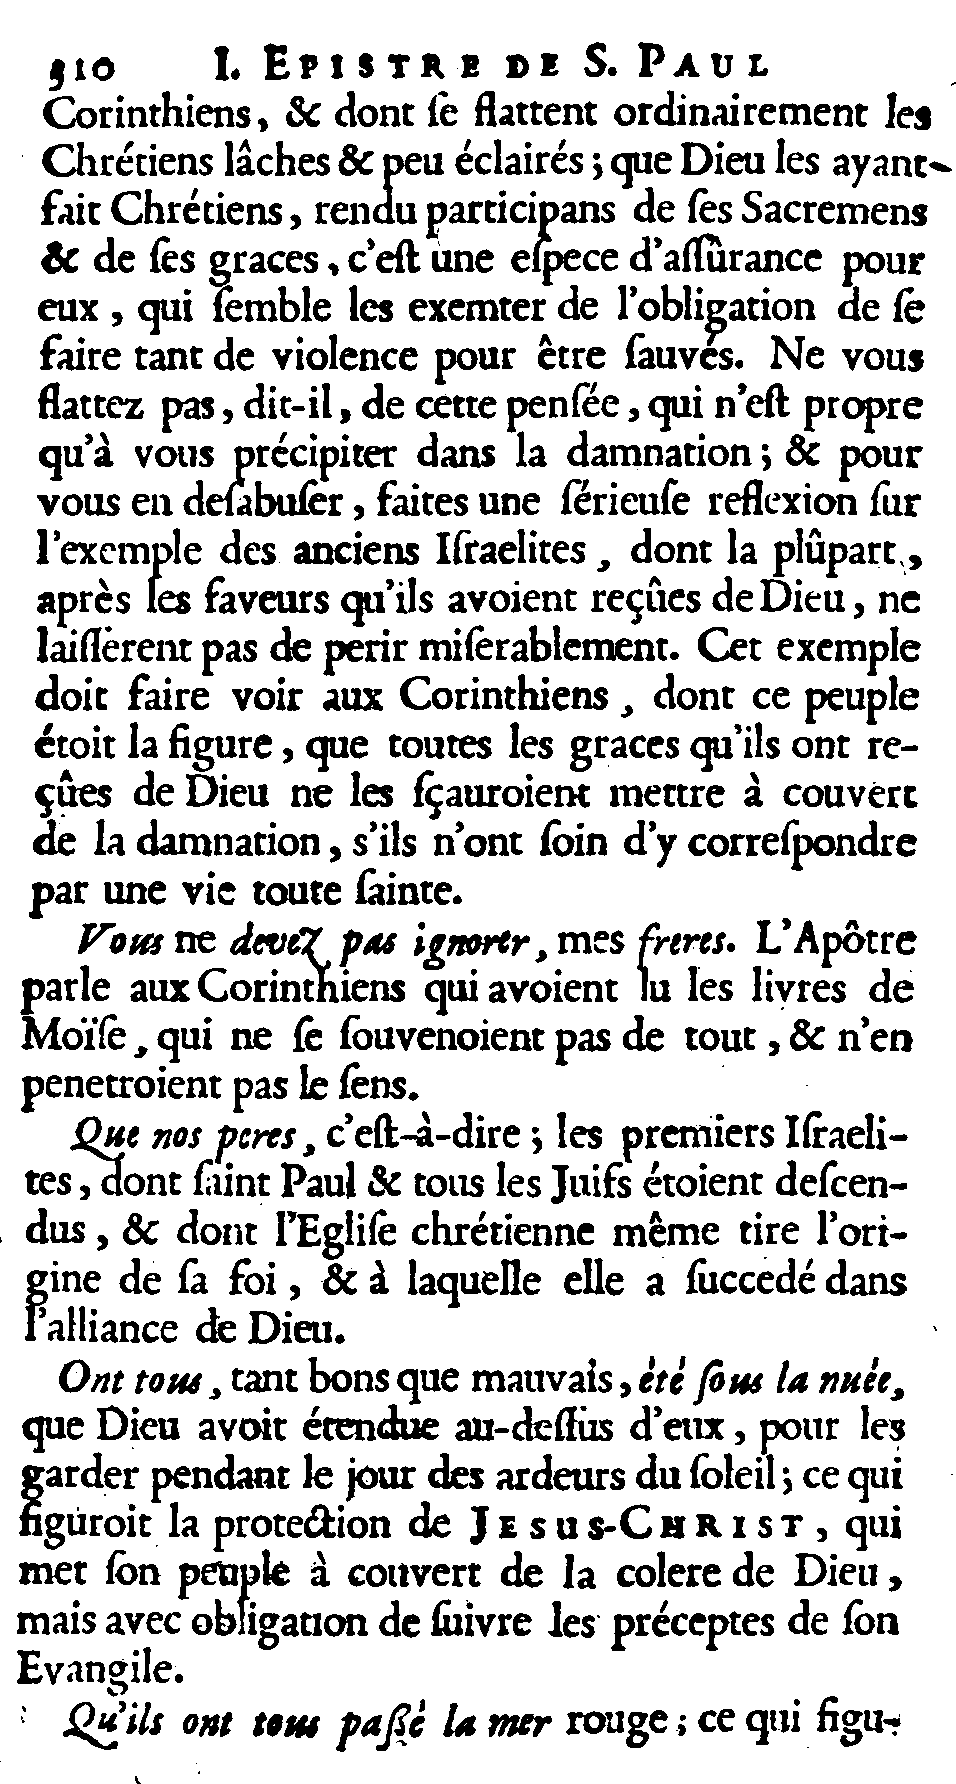 310 I. EPISTRE DE S. PAUL
Corinthiens, & dont ſe flattent ordinairement les
Chrétiens lâches & peu éclairés ; que Dieu les ayant
fait Chrétiens, rendu participans de ſes Sacremens
& de ſes graces, c'eſt une eſpece d'aſſûrance pour
eux, qui ſemble les exemter de l'obligation de ſe
faire tant de violence pour être ſauvés. Ne vous
flattez pas, dit-il, de cette penſée, qui n'eſt propre
qu'à vous précipiter dans la damnation ; & pour
vous en deſabuſer, faites une ſérieuſe reflexion ſur
l'exemple des anciens Iſraelites, dont la plûpart,
après les faveurs qu'ils avoient reçûes de Dieu, ne
laiſſèrent pas de perir miſerablement. Cet exemple
doit faire voir aux Corinthiens, dont ce peuple
étoit la figure, que toutes les graces qu'ils ont re-
çûes de Dieu ne les ſçauroient mettre à couvert
de la damnation, s'ils n'ont ſoin d'y correſpondre
par une vie toute ſainte.
Vous ne devez pas ignorer, mes freres. L'Apôtre
parle aux Corinthiens qui avoient lu les livres de
Moïſe, qui ne ſe ſouvenoient pas de tout, & n'en
penetroient pas le ſens.
Que nos peres, c'eſt-à-dire ; les premiers Iſraeli-
tes, dont ſaint Paul & tous les Juifs étoient deſcen-
dus, & dont l'Egliſe chrétienne même tire l'ori-
gine de ſa foi, & à laquelle elle a ſuccedé dans
l'alliance de Dieu.
Ont tous, tant bons que mauvais, été ſous la nuée,
que Dieu avoit étendue au-deſſus d'eux, pour les
garder pendant le jour des ardeurs du ſoleil ; ce qui
figuroit la protection de JESUS-CHRIST, qui
met ſon peuple à couvert de la colere de Dieu,
mais avec obligation de ſuivre les préceptes de ſon
Evangile.
Qu'ils ont tous paßé la mer rouge ; ce qui figu-